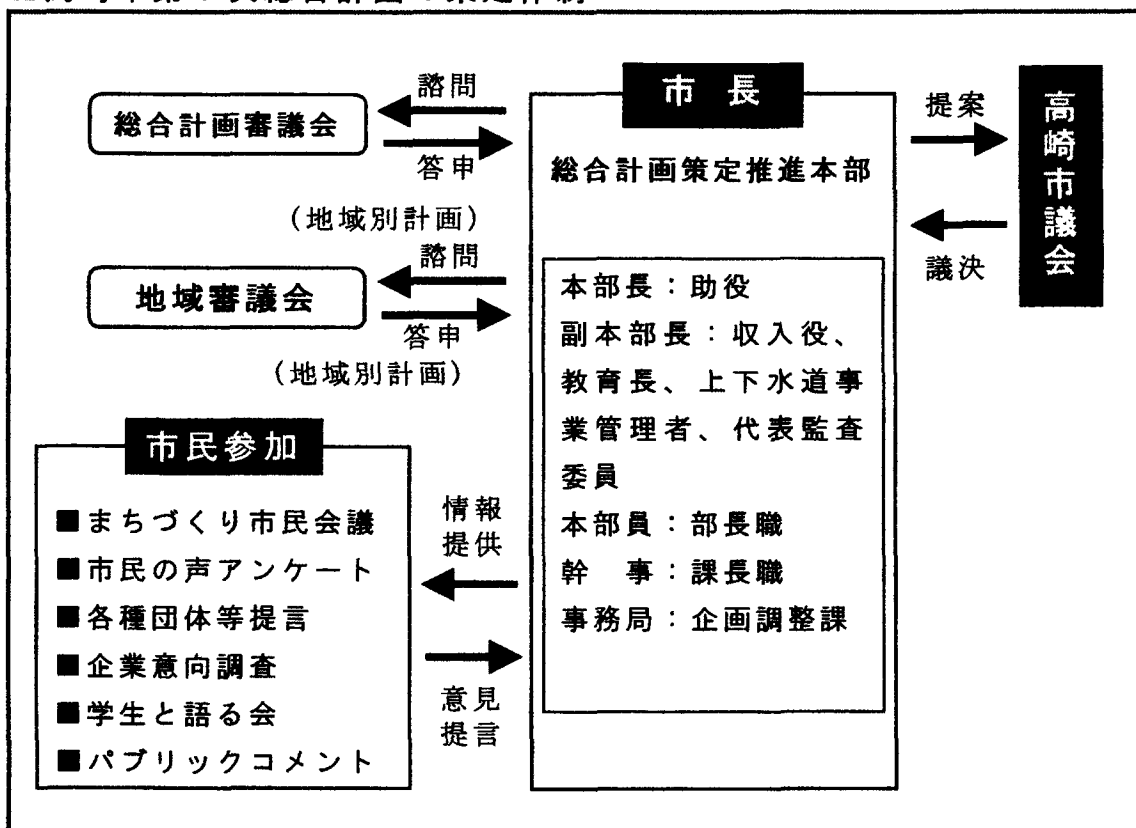 諮問
総合計画審議会
答申
(地域別計画)
諮問
地域審議会
答申
(地域別計画)
市長
総合計画策定推進本部
本部長：助役
副本部長：収入役、
教育長、上下水道事
業管理者、代表監査
委員
本部員：部長職
幹　事：課長職
事務局：企画調整課
提案
議決
高崎市議会
市民参加
■まちづくり市民会議
■市民の声アンケート
■各種団体等提言
■企業意向調査
■学生と語る会
■パブリックコメント
情報
提供
意見
提言